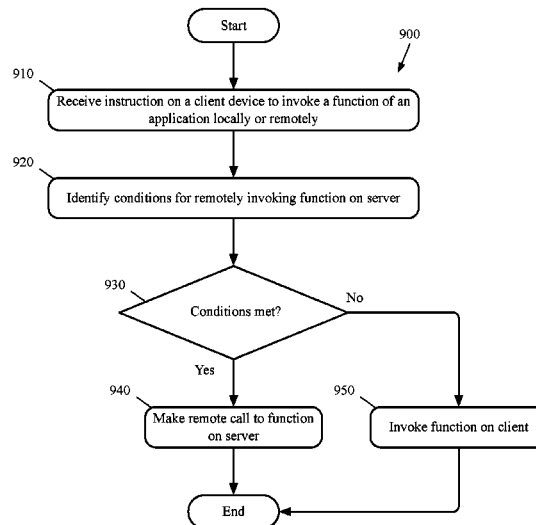 Start
900
910
Receive instruction on a client device to invoke a function of an
application locally or remotely
920
Identify conditions for remotely invoking function on server
930
Conditions met?
No
Yes
940
Make remote call to function
on server
950
Invoke function on client
End